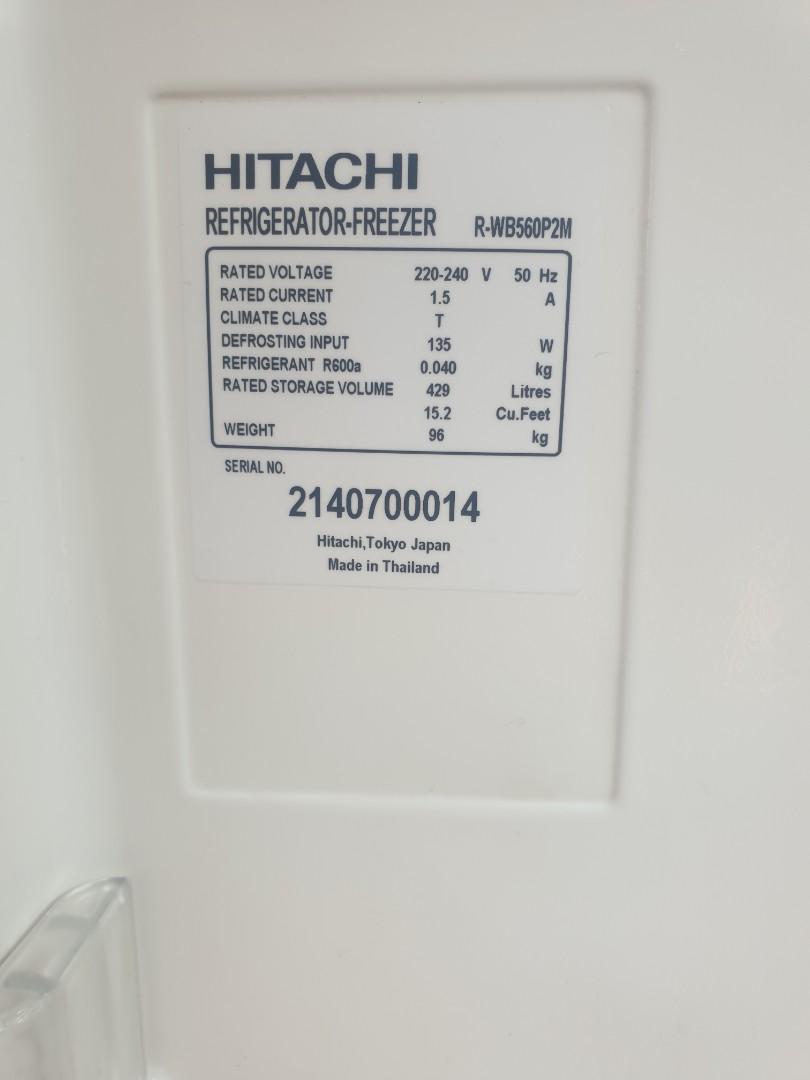 HITACHI
REFRIGERATOR-FREEZER R-WB560P2M
RATED VOLTAGE 220-240 V 50 Hz
RATED CURRENT 1.5 A
CLIMATE CLASS T
DEFROSTING INPUT 135 W
REFRIGERANT R600a 0.040 kg
RATED STORAGE VOLUME 429 Litres
15.2 Cu.Feet
WEIGHT 96 kg
SERIAL NO.
2140700014
Hitachi,Tokyo Japan
Made in Thailand